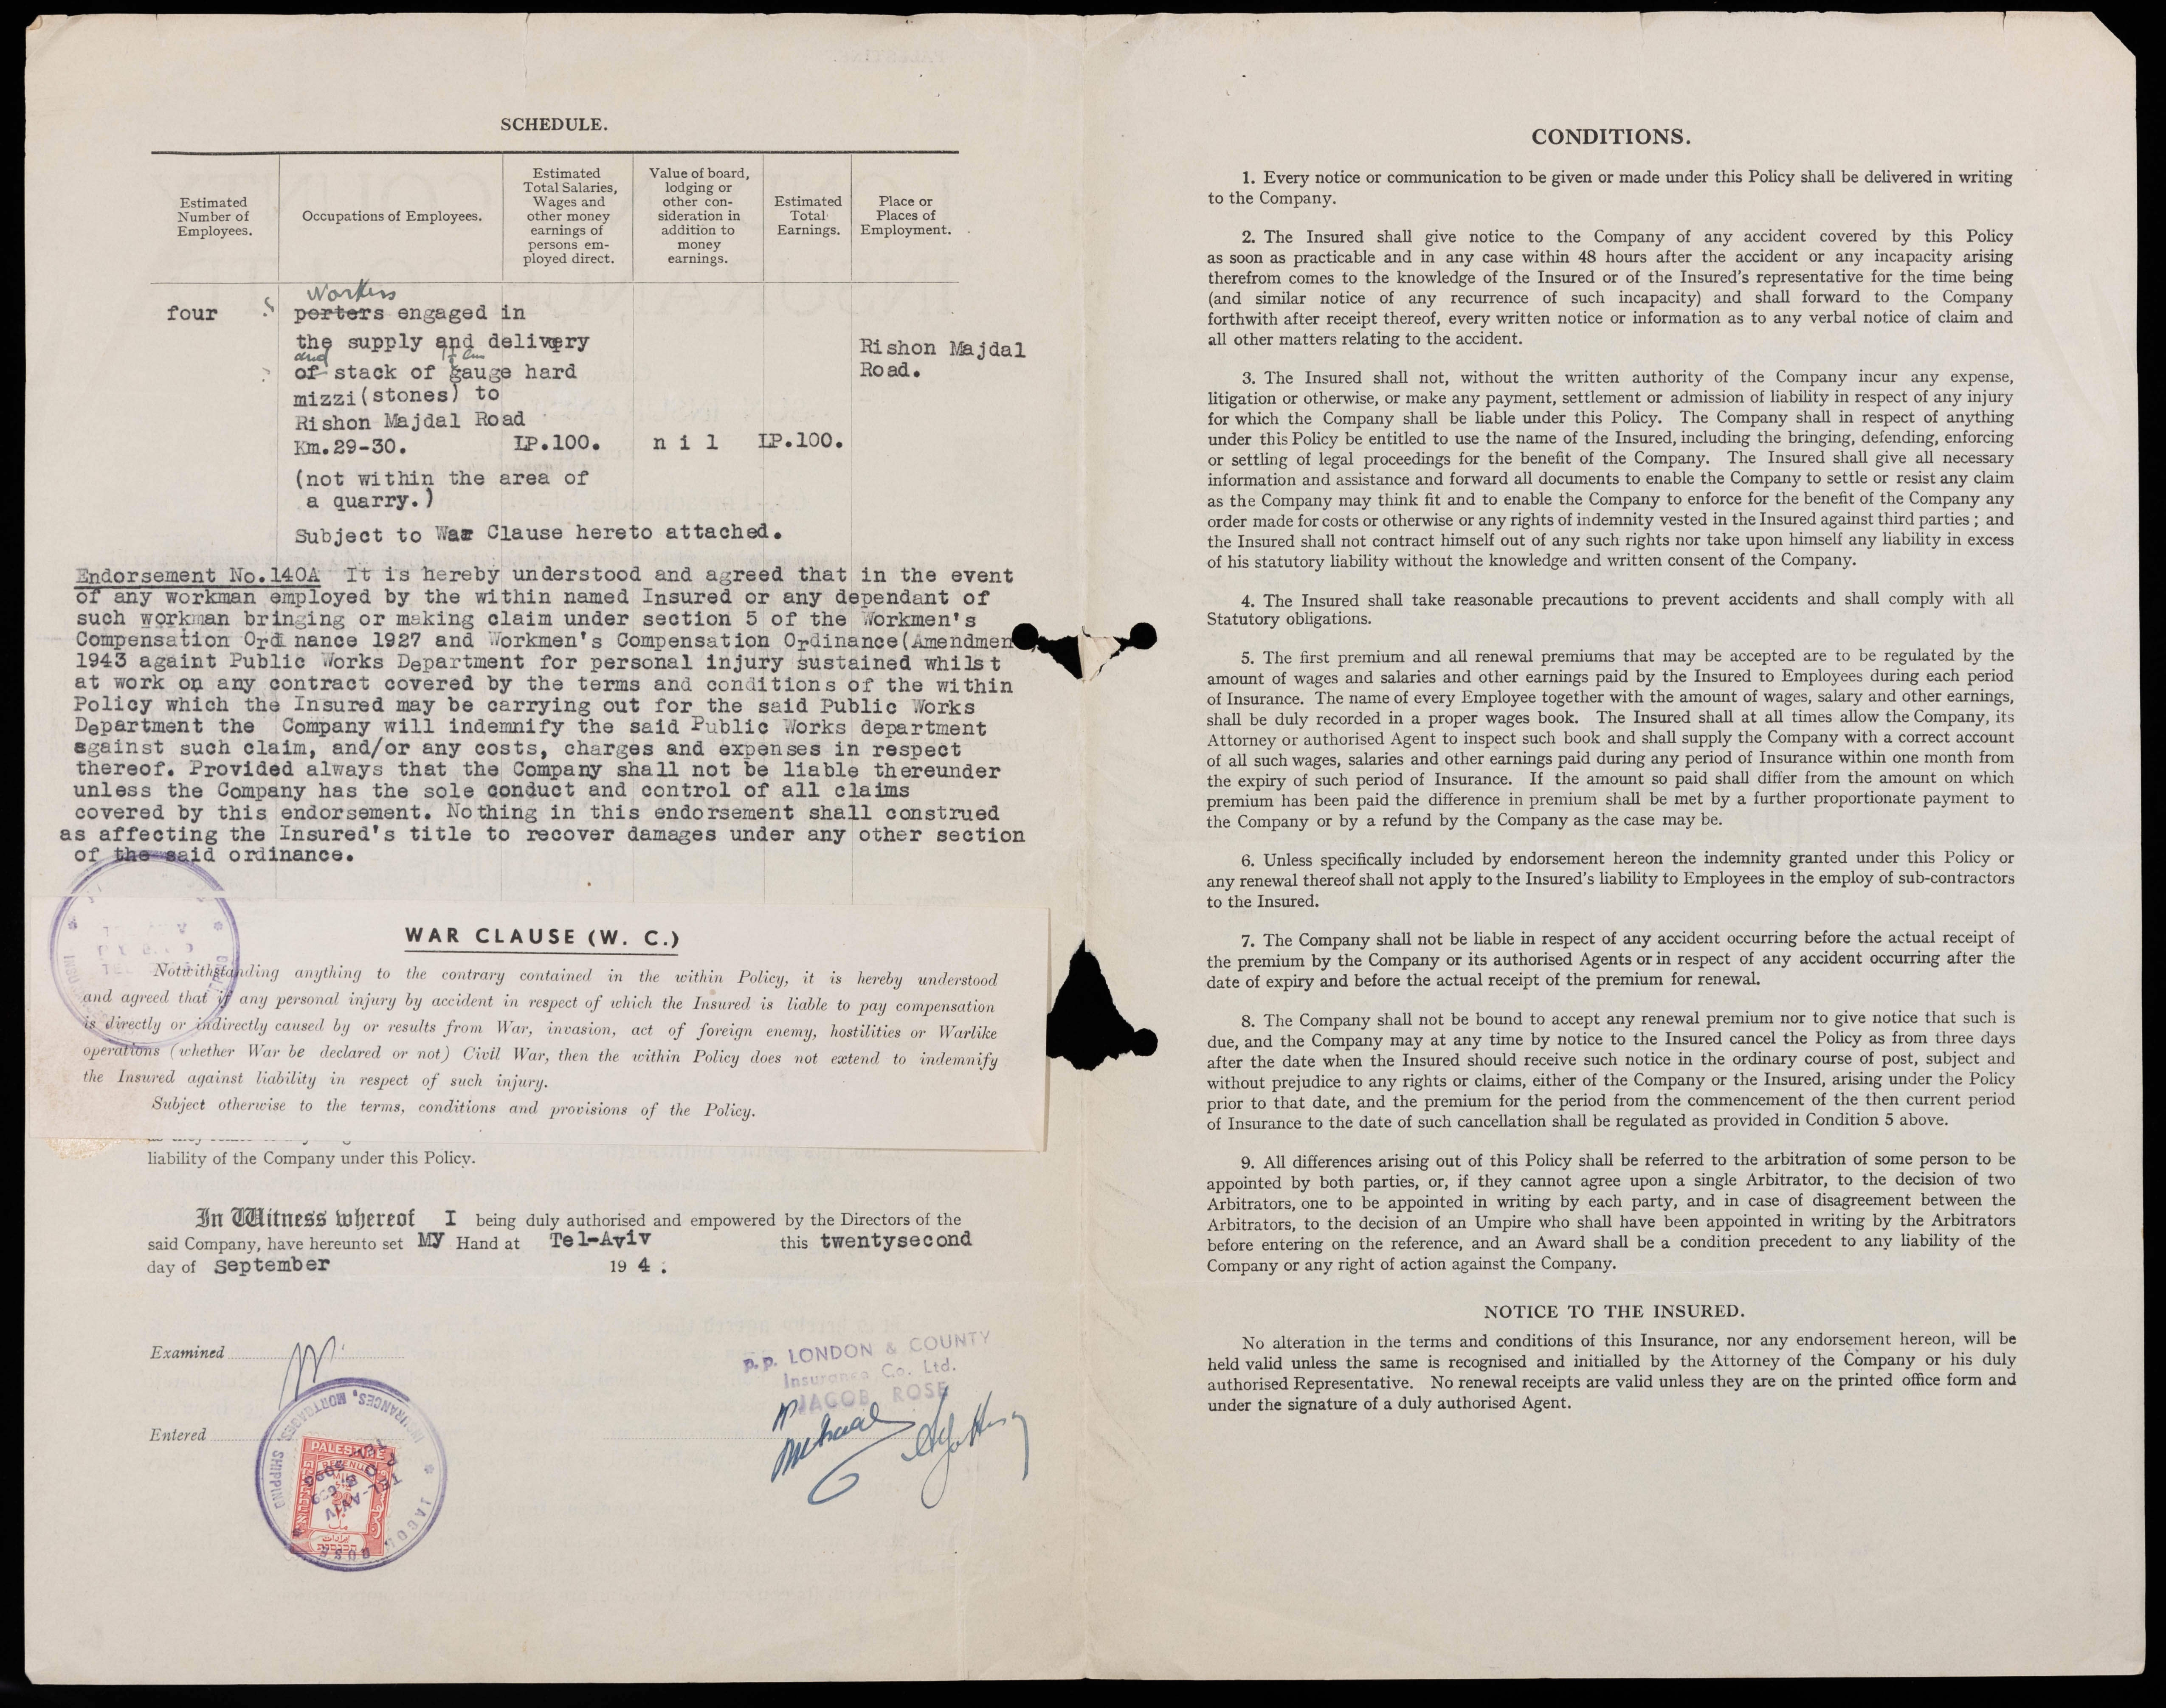 SCHEDULE.
Estimated
Number of
Employees.
Occupations of Employees.
Estimated
Total Salaries,
Wages and
other money
earnings of
persons em-
ployed direct.
Value of board,
lodging or
other con-
sideration in
addition to
money
earnings.
Estimated
Total
Earnings.
Place or
Places of
Employment.
Workers
four porters engaged in
the supply and delivery
and
of stack of gauge hard
mizzi(stones) to
Rishon Majdal Road
Km.29-30. LP.100. n i l LP.100.
(not within the area of
a quarry.)
Rishon Majdal
Road.
Subject to War Clause hereto attached.
Endorsement No.140A It is hereby understood and agreed that in the event
of any workman employed by the within named Insured or any dependant of
such workman bringing or making claim under section 5 of the Workmen's
Compensation Ordi nance 1927 and Workmen's Compensation Ordinance(Amendmen
1943 againt Public Works Department for personal injury sustained whilst
at work on any contract covered by the terms and conditions of the within
Policy which the Insured may be carrying out for the said Public Works
Department the Company will indemnify the said Public Works department
against such claim, and/or any costs, charges and expenses in respect
thereof. Provided always that the Company shall not be liable thereunder
unless the Company has the sole conduct and control of all claims
covered by this endorsement. Nothing in this endorsement shall construed
as affecting the Insured's title to recover damages under any other section
of the said ordinance.
WAR CLAUSE (W. C.)
Notwithstanding anything to the contrary contained in the within Policy, it is hereby understood
and agreed that if any personal injury by accident in respect of which the Insured is liable to pay compensation
is directly or indirectly caused by or results from War, invasion, act of foreign enemy, hostilities or Warlike
operations (whether War be declared or not) Civil War, then the within Policy does not extend to indemnify
the Insured against liability in respect of such injury.
Subject otherwise to the terms, conditions and provisions of the Policy.
liability of the Company under this Policy.
In Witness whereof I being duly authorised and empowered by the Directors of the
said Company, have hereunto set My Hand at Tel-Aviv this twentysecond
day of September 19 4 .
Examined
Entered
p.p. LONDON & COUNTY
Insurance Co. Ltd.
JACOB ROSE
INSURANCES, MORTGAGES, SHIPPING
JACOB ROSE
TEL-AVIV
PALESTINE
REVENUE
CONDITIONS.
1. Every notice or communication to be given or made under this Policy shall be delivered in writing
to the Company.
2. The Insured shall give notice to the Company of any accident covered by this Policy
as soon as practicable and in any case within 48 hours after the accident or any incapacity arising
therefrom comes to the knowledge of the Insured or of the Insured's representative for the time being
(and similar notice of any recurrence of such incapacity) and shall forward to the Company
forthwith after receipt thereof, every written notice or information as to any verbal notice of claim and
all other matters relating to the accident.
3. The Insured shall not, without the written authority of the Company incur any expense,
litigation or otherwise, or make any payment, settlement or admission of liability in respect of any injury
for which the Company shall be liable under this Policy. The Company shall in respect of anything
under this Policy be entitled to use the name of the Insured, including the bringing, defending, enforcing
or settling of legal proceedings for the benefit of the Company. The Insured shall give all necessary
information and assistance and forward all documents to enable the Company to settle or resist any claim
as the Company may think fit and to enable the Company to enforce for the benefit of the Company any
order made for costs or otherwise or any rights of indemnity vested in the Insured against third parties ; and
the Insured shall not contract himself out of any such rights nor take upon himself any liability in excess
of his statutory liability without the knowledge and written consent of the Company.
4. The Insured shall take reasonable precautions to prevent accidents and shall comply with all
Statutory obligations.
5. The first premium and all renewal premiums that may be accepted are to be regulated by the
amount of wages and salaries and other earnings paid by the Insured to Employees during each period
of Insurance. The name of every Employee together with the amount of wages, salary and other earnings,
shall be duly recorded in a proper wages book. The Insured shall at all times allow the Company, its
Attorney or authorised Agent to inspect such book and shall supply the Company with a correct account
of all such wages, salaries and other earnings paid during any period of Insurance within one month from
the expiry of such period of Insurance. If the amount so paid shall differ from the amount on which
premium has been paid the difference in premium shall be met by a further proportionate payment to
the Company or by a refund by the Company as the case may be.
6. Unless specifically included by endorsement hereon the indemnity granted under this Policy or
any renewal thereof shall not apply to the Insured's liability to Employees in the employ of sub-contractors
to the Insured.
7. The Company shall not be liable in respect of any accident occurring before the actual receipt of
the premium by the Company or its authorised Agents or in respect of any accident occurring after the
date of expiry and before the actual receipt of the premium for renewal.
8. The Company shall not be bound to accept any renewal premium nor to give notice that such is
due, and the Company may at any time by notice to the Insured cancel the Policy as from three days
after the date when the Insured should receive such notice in the ordinary course of post, subject and
without prejudice to any rights or claims, either of the Company or the Insured, arising under the Policy
prior to that date, and the premium for the period from the commencement of the then current period
of Insurance to the date of such cancellation shall be regulated as provided in Condition 5 above.
9. All differences arising out of this Policy shall be referred to the arbitration of some person to be
appointed by both parties, or, if they cannot agree upon a single Arbitrator, to the decision of two
Arbitrators, one to be appointed in writing by each party, and in case of disagreement between the
Arbitrators, to the decision of an Umpire who shall have been appointed in writing by the Arbitrators
before entering on the reference, and an Award shall be a condition precedent to any liability of the
Company or any right of action against the Company.
NOTICE TO THE INSURED.
No alteration in the terms and conditions of this Insurance, nor any endorsement hereon, will be
held valid unless the same is recognised and initialled by the Attorney of the Company or his duly
authorised Representative. No renewal receipts are valid unless they are on the printed office form and
under the signature of a duly authorised Agent.